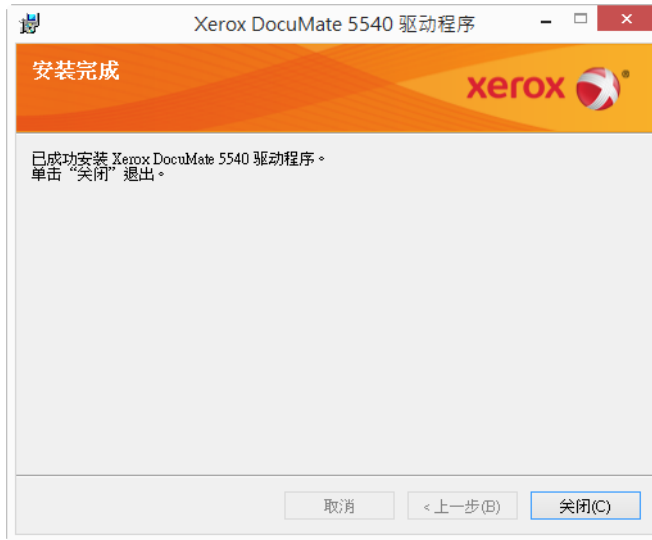 Xerox DocuMate 5540 驱动程序
安装完成
xerox ®
已成功安装 Xerox DocuMate 5540 驱动程序。
单击“关闭”退出。
取消
<上一步(B)
关闭(C)